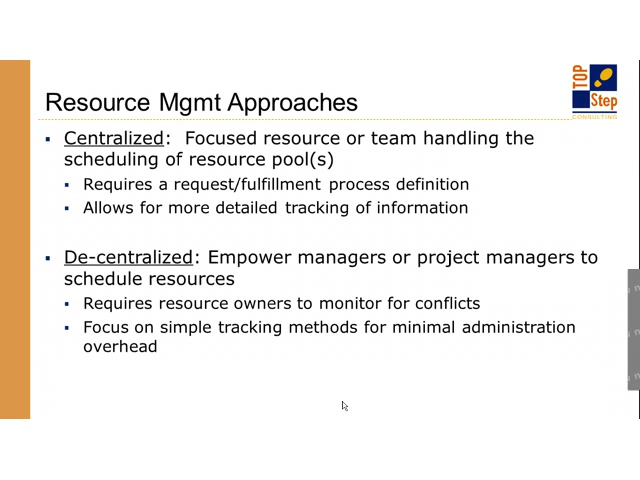 TOP
Step
CONSULTING
Resource Mgmt Approaches
▪ Centralized: Focused resource or team handling the
scheduling of resource pool(s)
▪ Requires a request/fulfillment process definition
▪ Allows for more detailed tracking of information
▪ De-centralized: Empower managers or project managers to
schedule resources
▪ Requires resource owners to monitor for conflicts
▪ Focus on simple tracking methods for minimal administration
overhead